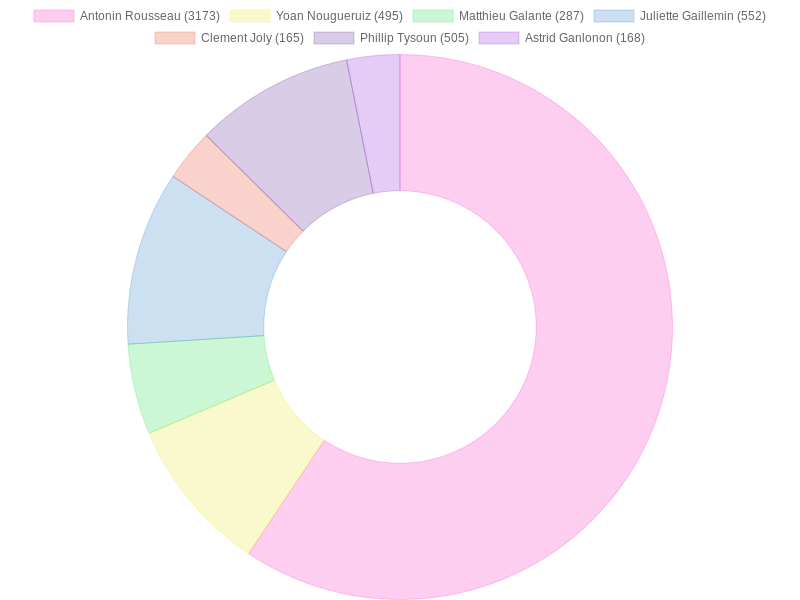 Antonin Rousseau (3173) Yoan Nougueruiz (495) Matthieu Galante (287) Juliette Gaillemin (552)
Clement Joly (165) Phillip Tysoun (505) Astrid Ganlonon (168)